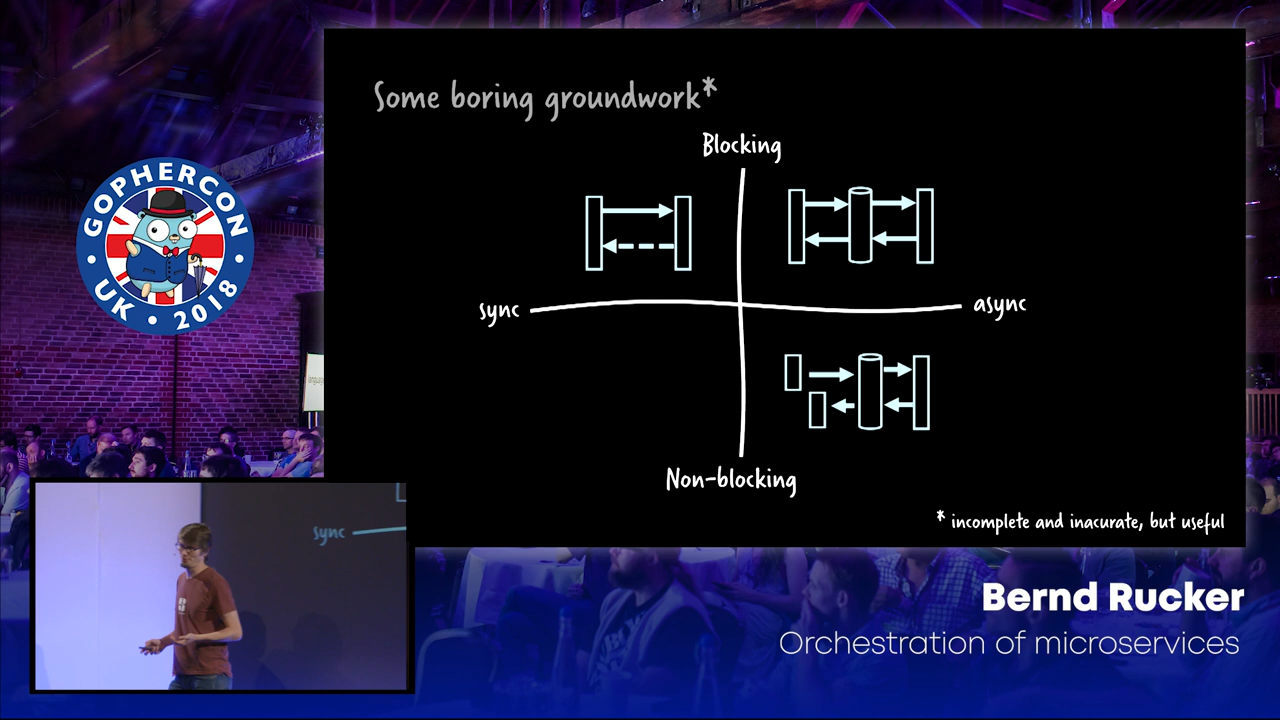 Some boring groundwork*
Blocking
GOPHERCON
UK • 2018
sync
async
Non-blocking
* incomplete and inacurate, but useful
sync
Bernd Rucker
Orchestration of microservices